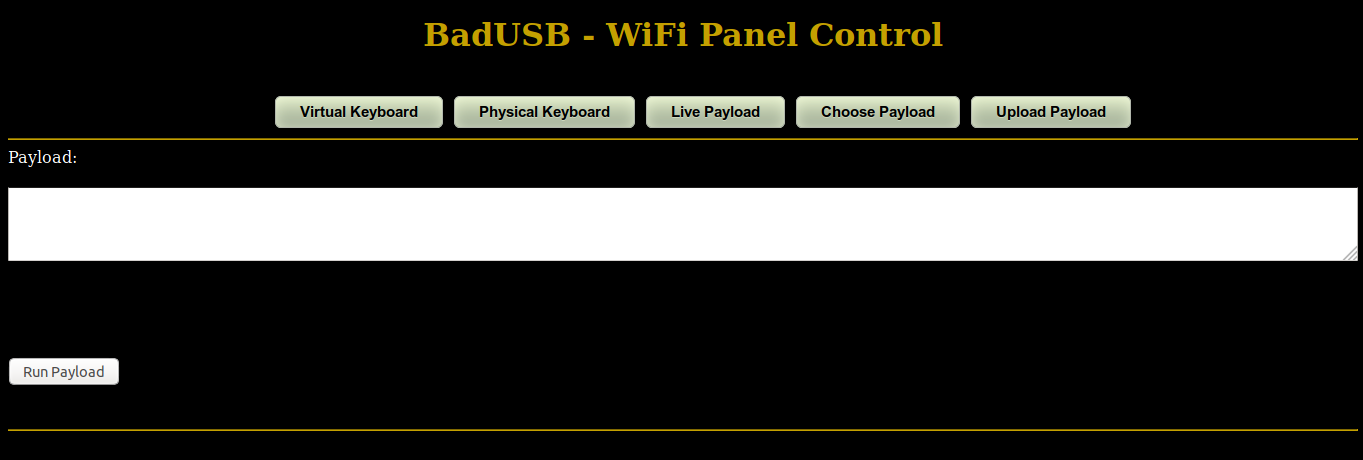 BadUSB - WiFi Panel Control
Virtual Keyboard Physical Keyboard Live Payload Choose Payload Upload Payload
Payload:
Run Payload